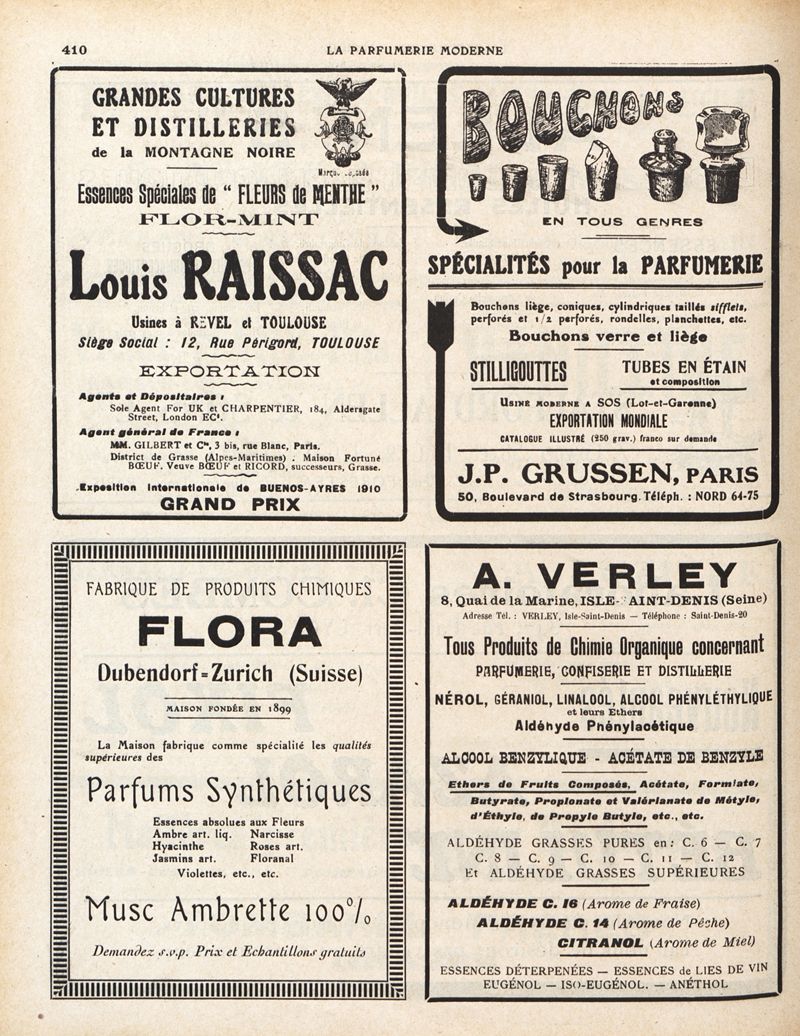 410
LA PARFUMERIE MODERNE
GRANDES CULTURES
ET DISTILLERIES
de la MONTAGNE NOIRE
Essences Spéciales de " FLEURS de MENTHE "
FLOR-MINT
Louis RAISSAC
Usines à REVEL et TOULOUSE
Siège Social : 12, Rue Périgord, TOULOUSE
EXPORTATION
Agents et Dépositaires :
Sole Agent For UK et CHARPENTIER, 184, Aldersgate
Street, London EC¹.
Agent général de France :
MM. GILBERT et Cⁱᵉ, 3 bis, rue Blanc, Paris.
District de Grasse (Alpes-Maritimes) . Maison Fortuné
BŒUF. Veuve BŒUF et RICORD, successeurs, Grasse.
Exposition Internationale de BUENOS-AYRES 1910
GRAND PRIX
BOUCHONS
EN TOUS GENRES
SPÉCIALITÉS pour la PARFUMERIE
Bouchons liège, coniques, cylindriques taillés sifflets,
perforés et 1/2 perforés, rondelles, planchettes, etc.
Bouchons verre et liège
STILLIGOUTTES
TUBES EN ÉTAIN
et composition
USINE MODERNE A SOS (Lot-et-Garonne)
EXPORTATION MONDIALE
CATALOGUE ILLUSTRÉ (250 grav.) franco sur demande
J.P. GRUSSEN, PARIS
50, Boulevard de Strasbourg. Téléph. : NORD 64-75
FABRIQUE DE PRODUITS CHIMIQUES
FLORA
Dubendorf=Zurich (Suisse)
MAISON FONDÉE EN 1899
La Maison fabrique comme spécialité les qualités
supérieures des
Parfums Synthétiques
Essences absolues aux Fleurs
Ambre art. liq. Narcisse
Hyacinthe Roses art.
Jasmins art. Floranal
Violettes, etc., etc.
Musc Ambrette 100%
Demandez s.v.p. Prix et Echantillons gratuits
A. VERLEY
8, Quai de la Marine, ISLE- AINT-DENIS (Seine)
Adresse Tél. : VERLEY, Isle-Saint-Denis — Téléphone : Saint-Denis-20
Tous Produits de Chimie Organique concernant
PARFUMERIE, CONFISERIE ET DISTILLERIE
NÉROL, GÉRANIOL, LINALOOL, ALCOOL PHÉNYLÉTHYLIQUE
et leurs Ethers
Aldéhyde Phénylacétique
ALCOOL BENZYLIQUE - ACÉTATE DE BENZYLE
Ethers de Fruits Composés, Acétate, Formiate,
Butyrate, Propionate et Valérianate de Métyle,
d'Éthyle, de Propyle Butyle, etc., etc.
ALDÉHYDE GRASSES PURES en : C. 6 — C. 7
C. 8 — C. 9 — C. 10 — C. 11 — C. 12
Et ALDÉHYDE GRASSES SUPÉRIEURES
ALDÉHYDE C. 16 (Arome de Fraise)
ALDÉHYDE C. 14 (Arome de Pêche)
CITRANOL (Arome de Miel)
ESSENCES DÉTERPENÉES — ESSENCES de LIES DE VIN
EUGÉNOL — ISO-EUGÉNOL. — ANÉTHOL